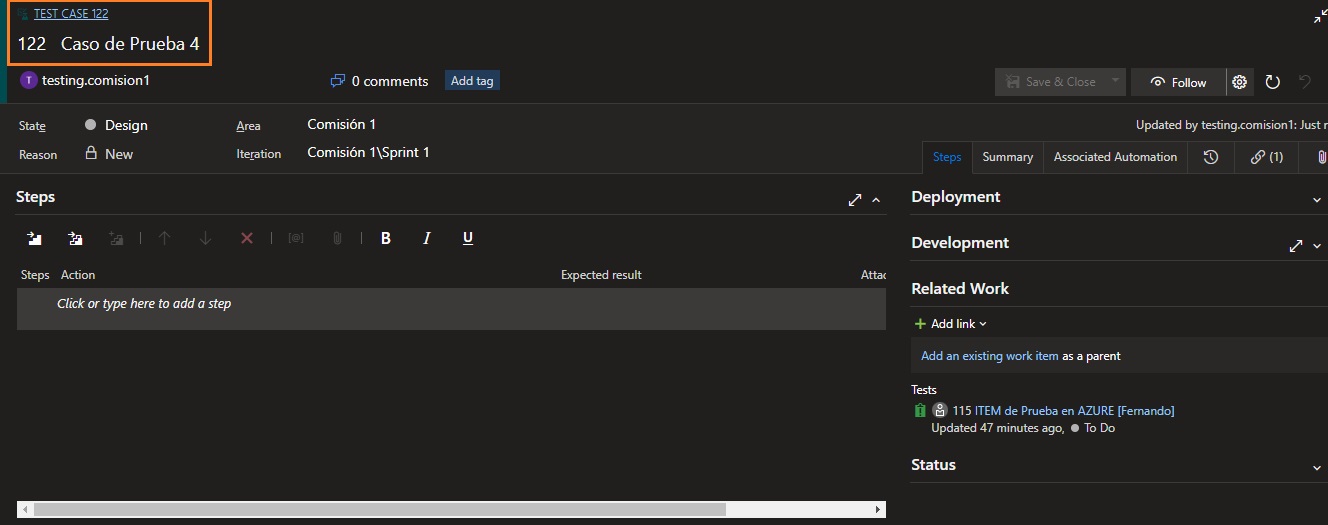 TEST CASE 122
122 Caso de Prueba 4
T testing.comision1 0 comments Add tag Save & Close Follow
State Design Area Comisión 1 Updated by testing.comision1: Just
Reason New Iteration Comisión 1\Sprint 1
Steps Summary Associated Automation (1)
Steps
B I U
Steps Action Expected result Attac
Click or type here to add a step
Deployment
Development
Related Work
+ Add link
Add an existing work item as a parent
Tests
115 ITEM de Prueba en AZURE [Fernando]
Updated 47 minutes ago, To Do
Status